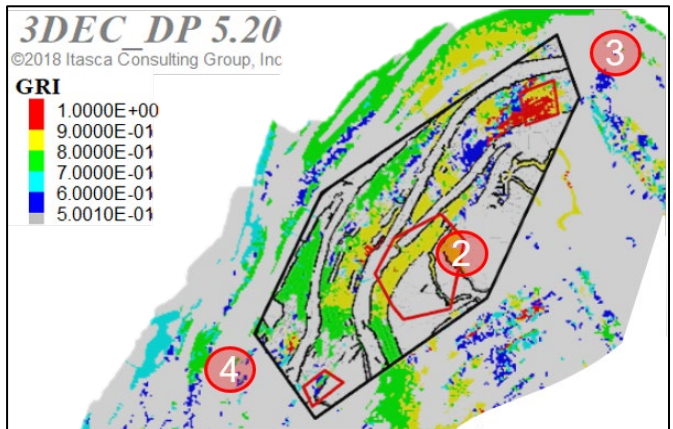 3DEC_DP 5.20
©2018 Itasca Consulting Group, Inc
GRI
1.0000E+00
9.0000E-01
8.0000E-01
7.0000E-01
6.0000E-01
5.0010E-01
3
2
4